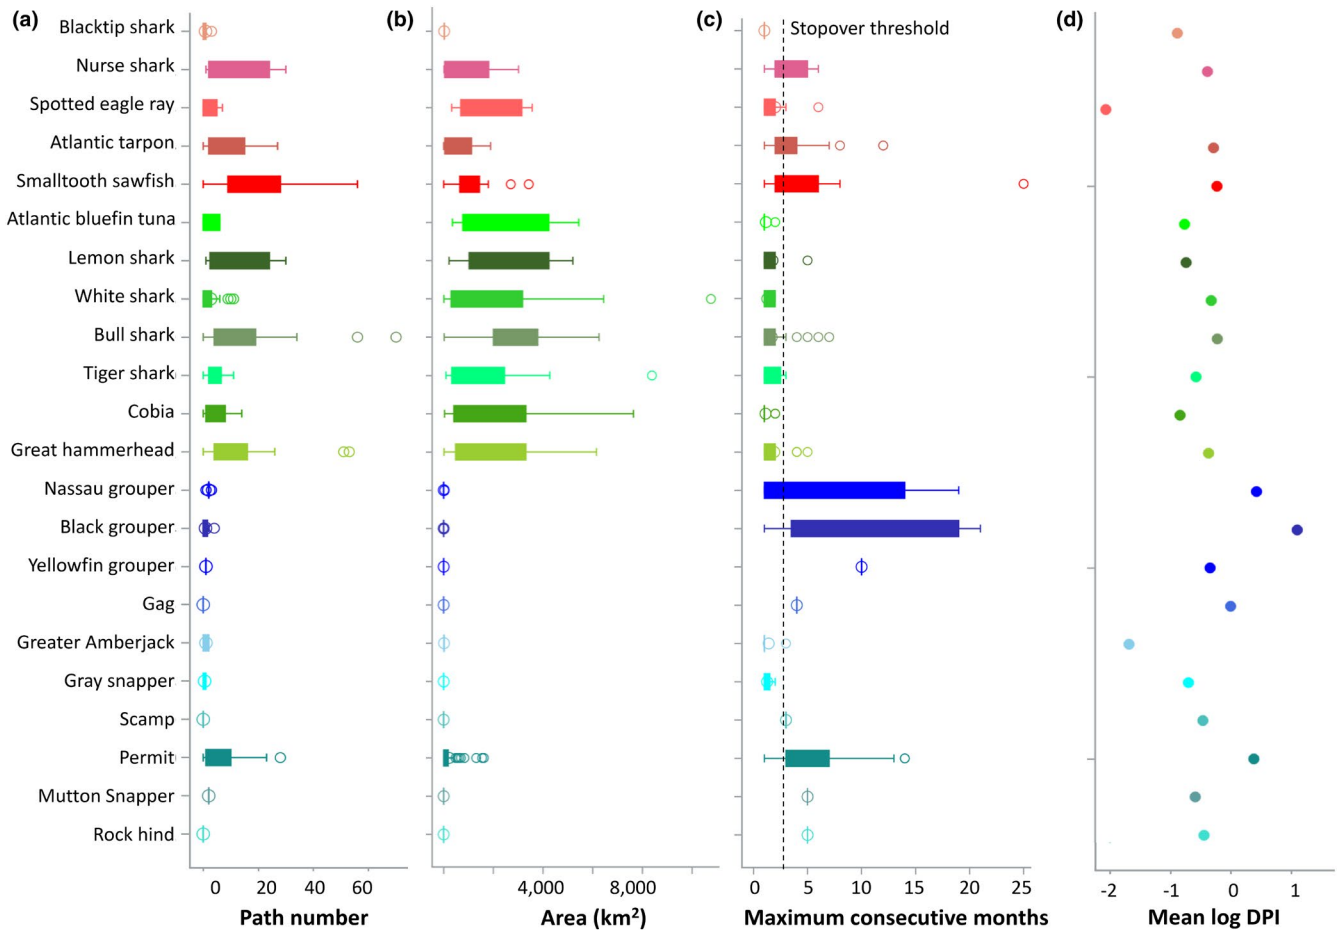 (a) (b) (c) (d)
Blacktip shark
Stopover threshold
Nurse shark
Spotted eagle ray
Atlantic tarpon
Smalltooth sawfish
Atlantic bluefin tuna
Lemon shark
White shark
Bull shark
Tiger shark
Cobia
Great hammerhead
Nassau grouper
Black grouper
Yellowfin grouper
Gag
Greater Amberjack
Gray snapper
Scamp
Permit
Mutton Snapper
Rock hind
0 20 40 60 4,000 8,000 0 5 10 15 20 25 -2 -1 0 1
Path number Area (km²) Maximum consecutive months Mean log DPI